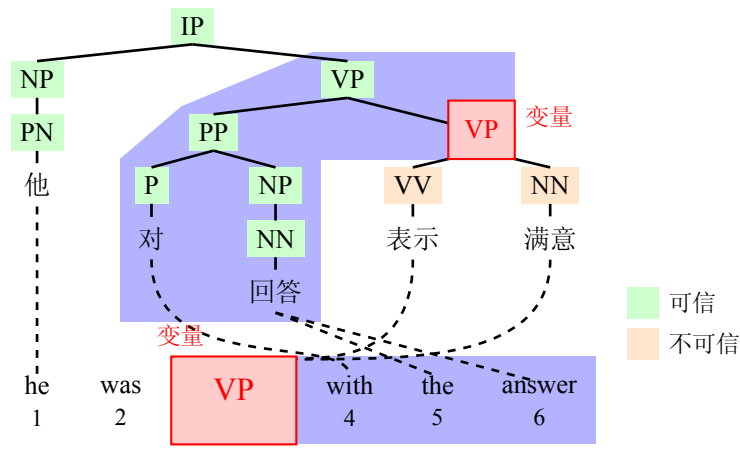 IP
NP VP
PN PP VP 变量
他 P NP VV NN
对 NN 表示 满意
回答
可信
变量 不可信
he was VP with the answer
1 2 4 5 6